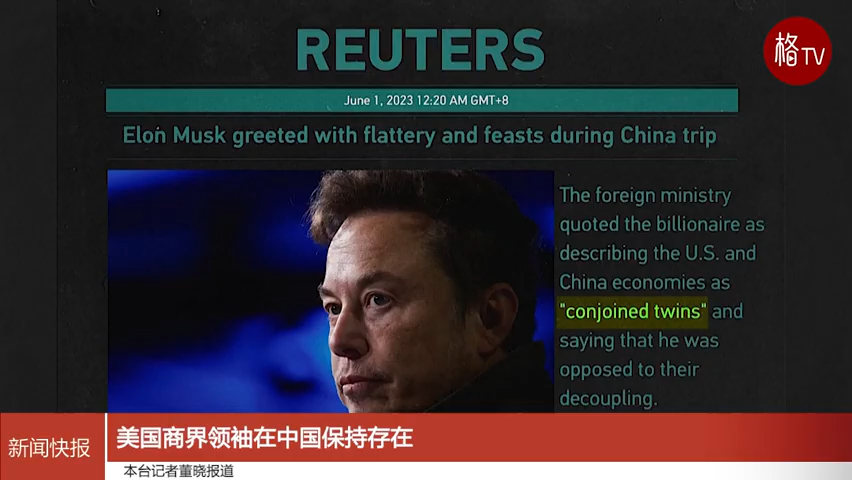 REUTERS
格TV
June 1, 2023 12:20 AM GMT+8
Elon Musk greeted with flattery and feasts during China trip
The foreign ministry
quoted the billionaire as
describing the U.S. and
China economies as
"conjoined twins" and
saying that he was
opposed to their
decoupling.
新闻快报
美国商界领袖在中国保持存在
本台记者董晓报道